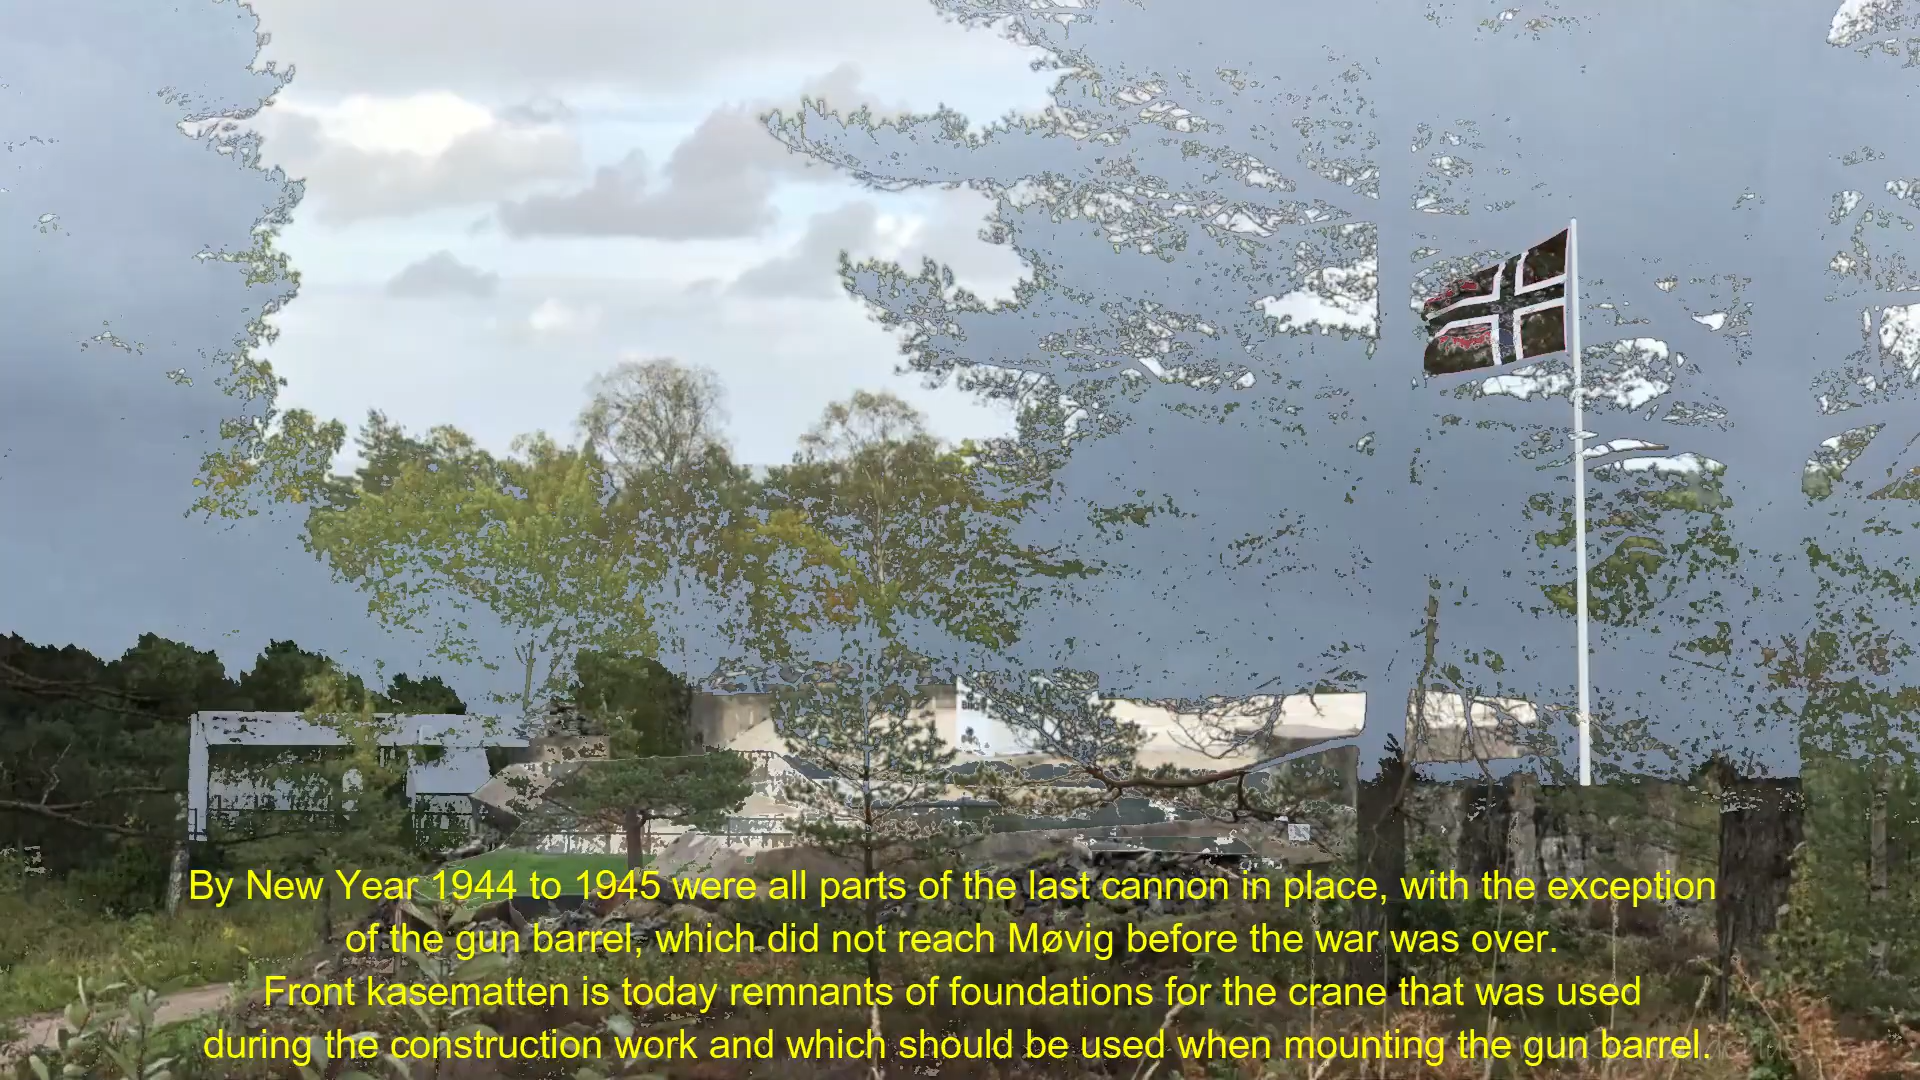 By New Year 1944 to 1945 were all parts of the last cannon in place, with the exception
of the gun barrel, which did not reach Møvig before the war was over.
Front kasematten is today remnants of foundations for the crane that was used
during the construction work and which should be used when mounting the gun barrel.